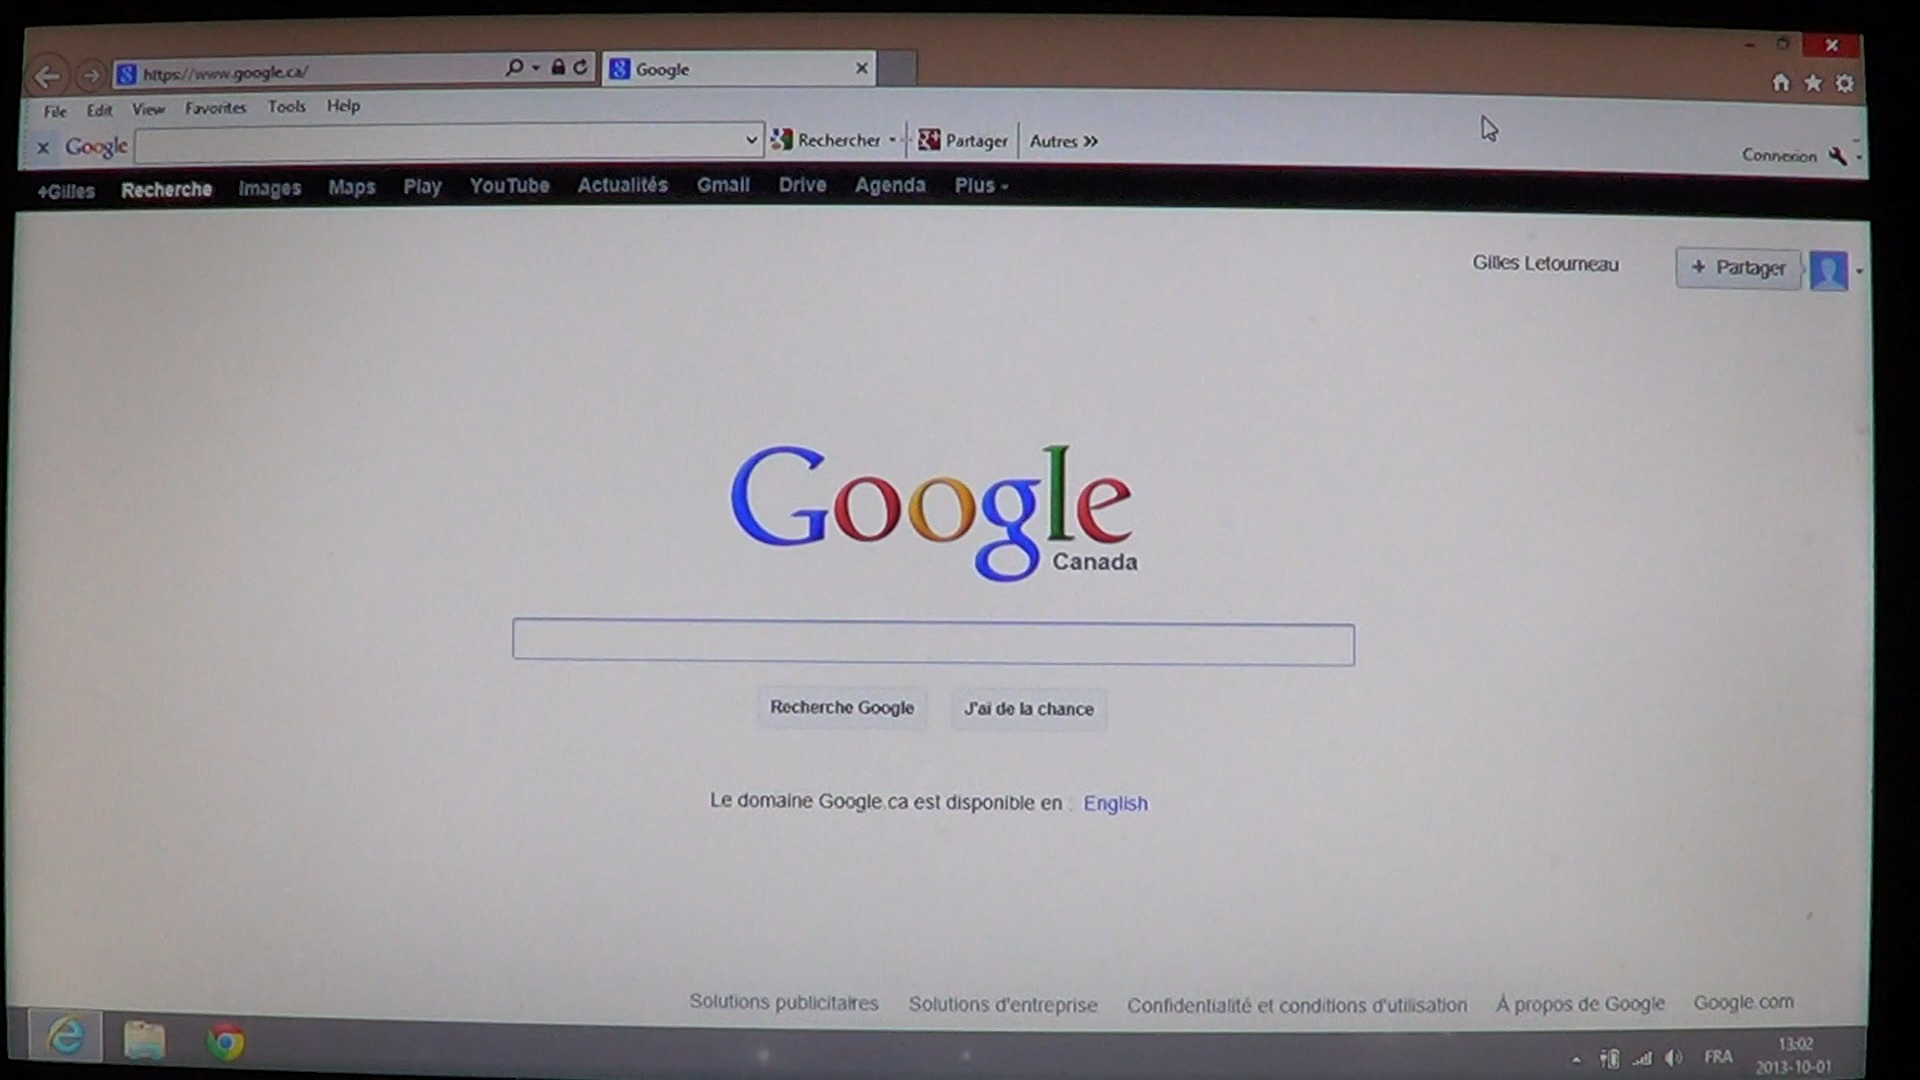 https://www.google.ca/
Google
File Edit View Favorites Tools Help
x Google Rechercher Partager Autres »
Connexion
+Gilles Recherche Images Maps Play YouTube Actualités Gmail Drive Agenda Plus
Gilles Letourneau + Partager
Google
Canada
Recherche Google J'ai de la chance
Le domaine Google.ca est disponible en : English
Solutions publicitaires Solutions d'entreprise Confidentialité et conditions d'utilisation À propos de Google Google.com
FRA
13:02
2013-10-01